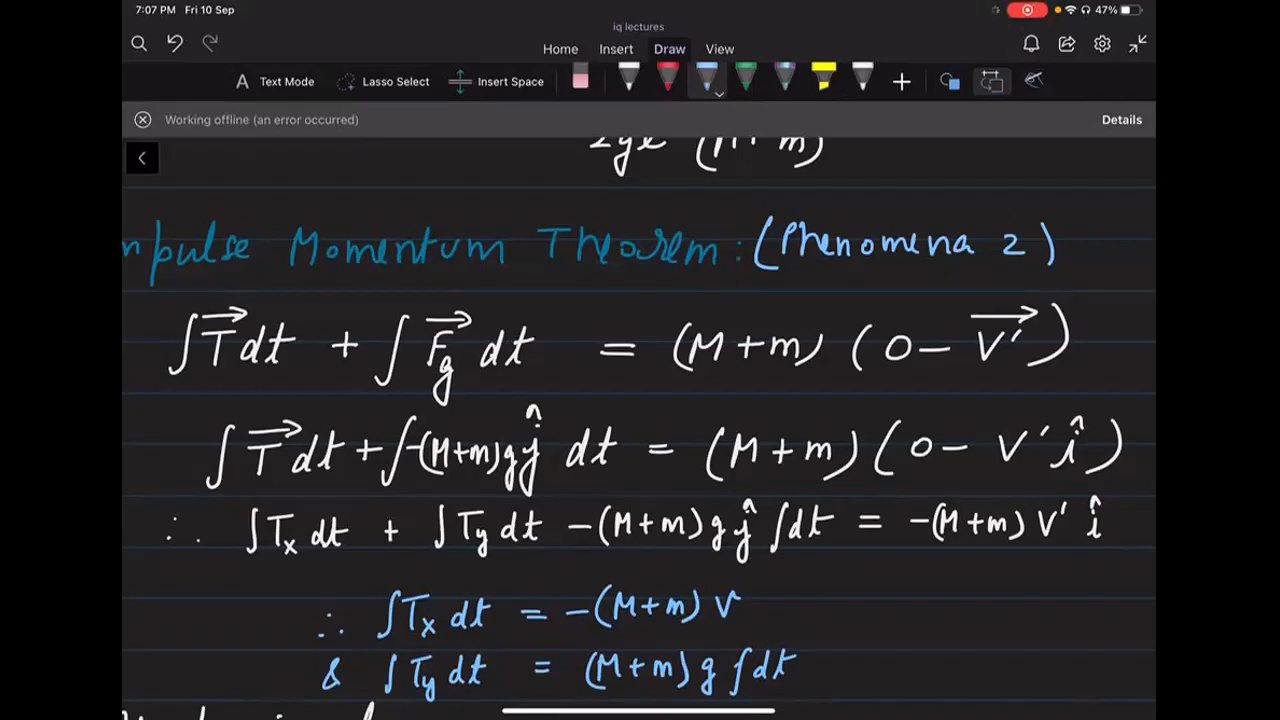 7:07 PM Fri 10 Sep 47%
iq lectures
Home Insert Draw View
Text Mode Lasso Select Insert Space
Working offline (an error occurred) Details
(M+m)
mpulse Momentum Theorem: (Phenomena 2)
∫T⃗dt + ∫F⃗g dt = (M+m) (0 − V⃗′)
∫T⃗dt + ∫−(M+m)gĵ dt = (M+m)(0 − V′î)
∴ ∫Tx dt + ∫Ty dt − (M+m)gĵ ∫dt = −(M+m)V′ î
∴ ∫Tx dt = −(M+m) V
& ∫Ty dt = (M+m)g ∫dt